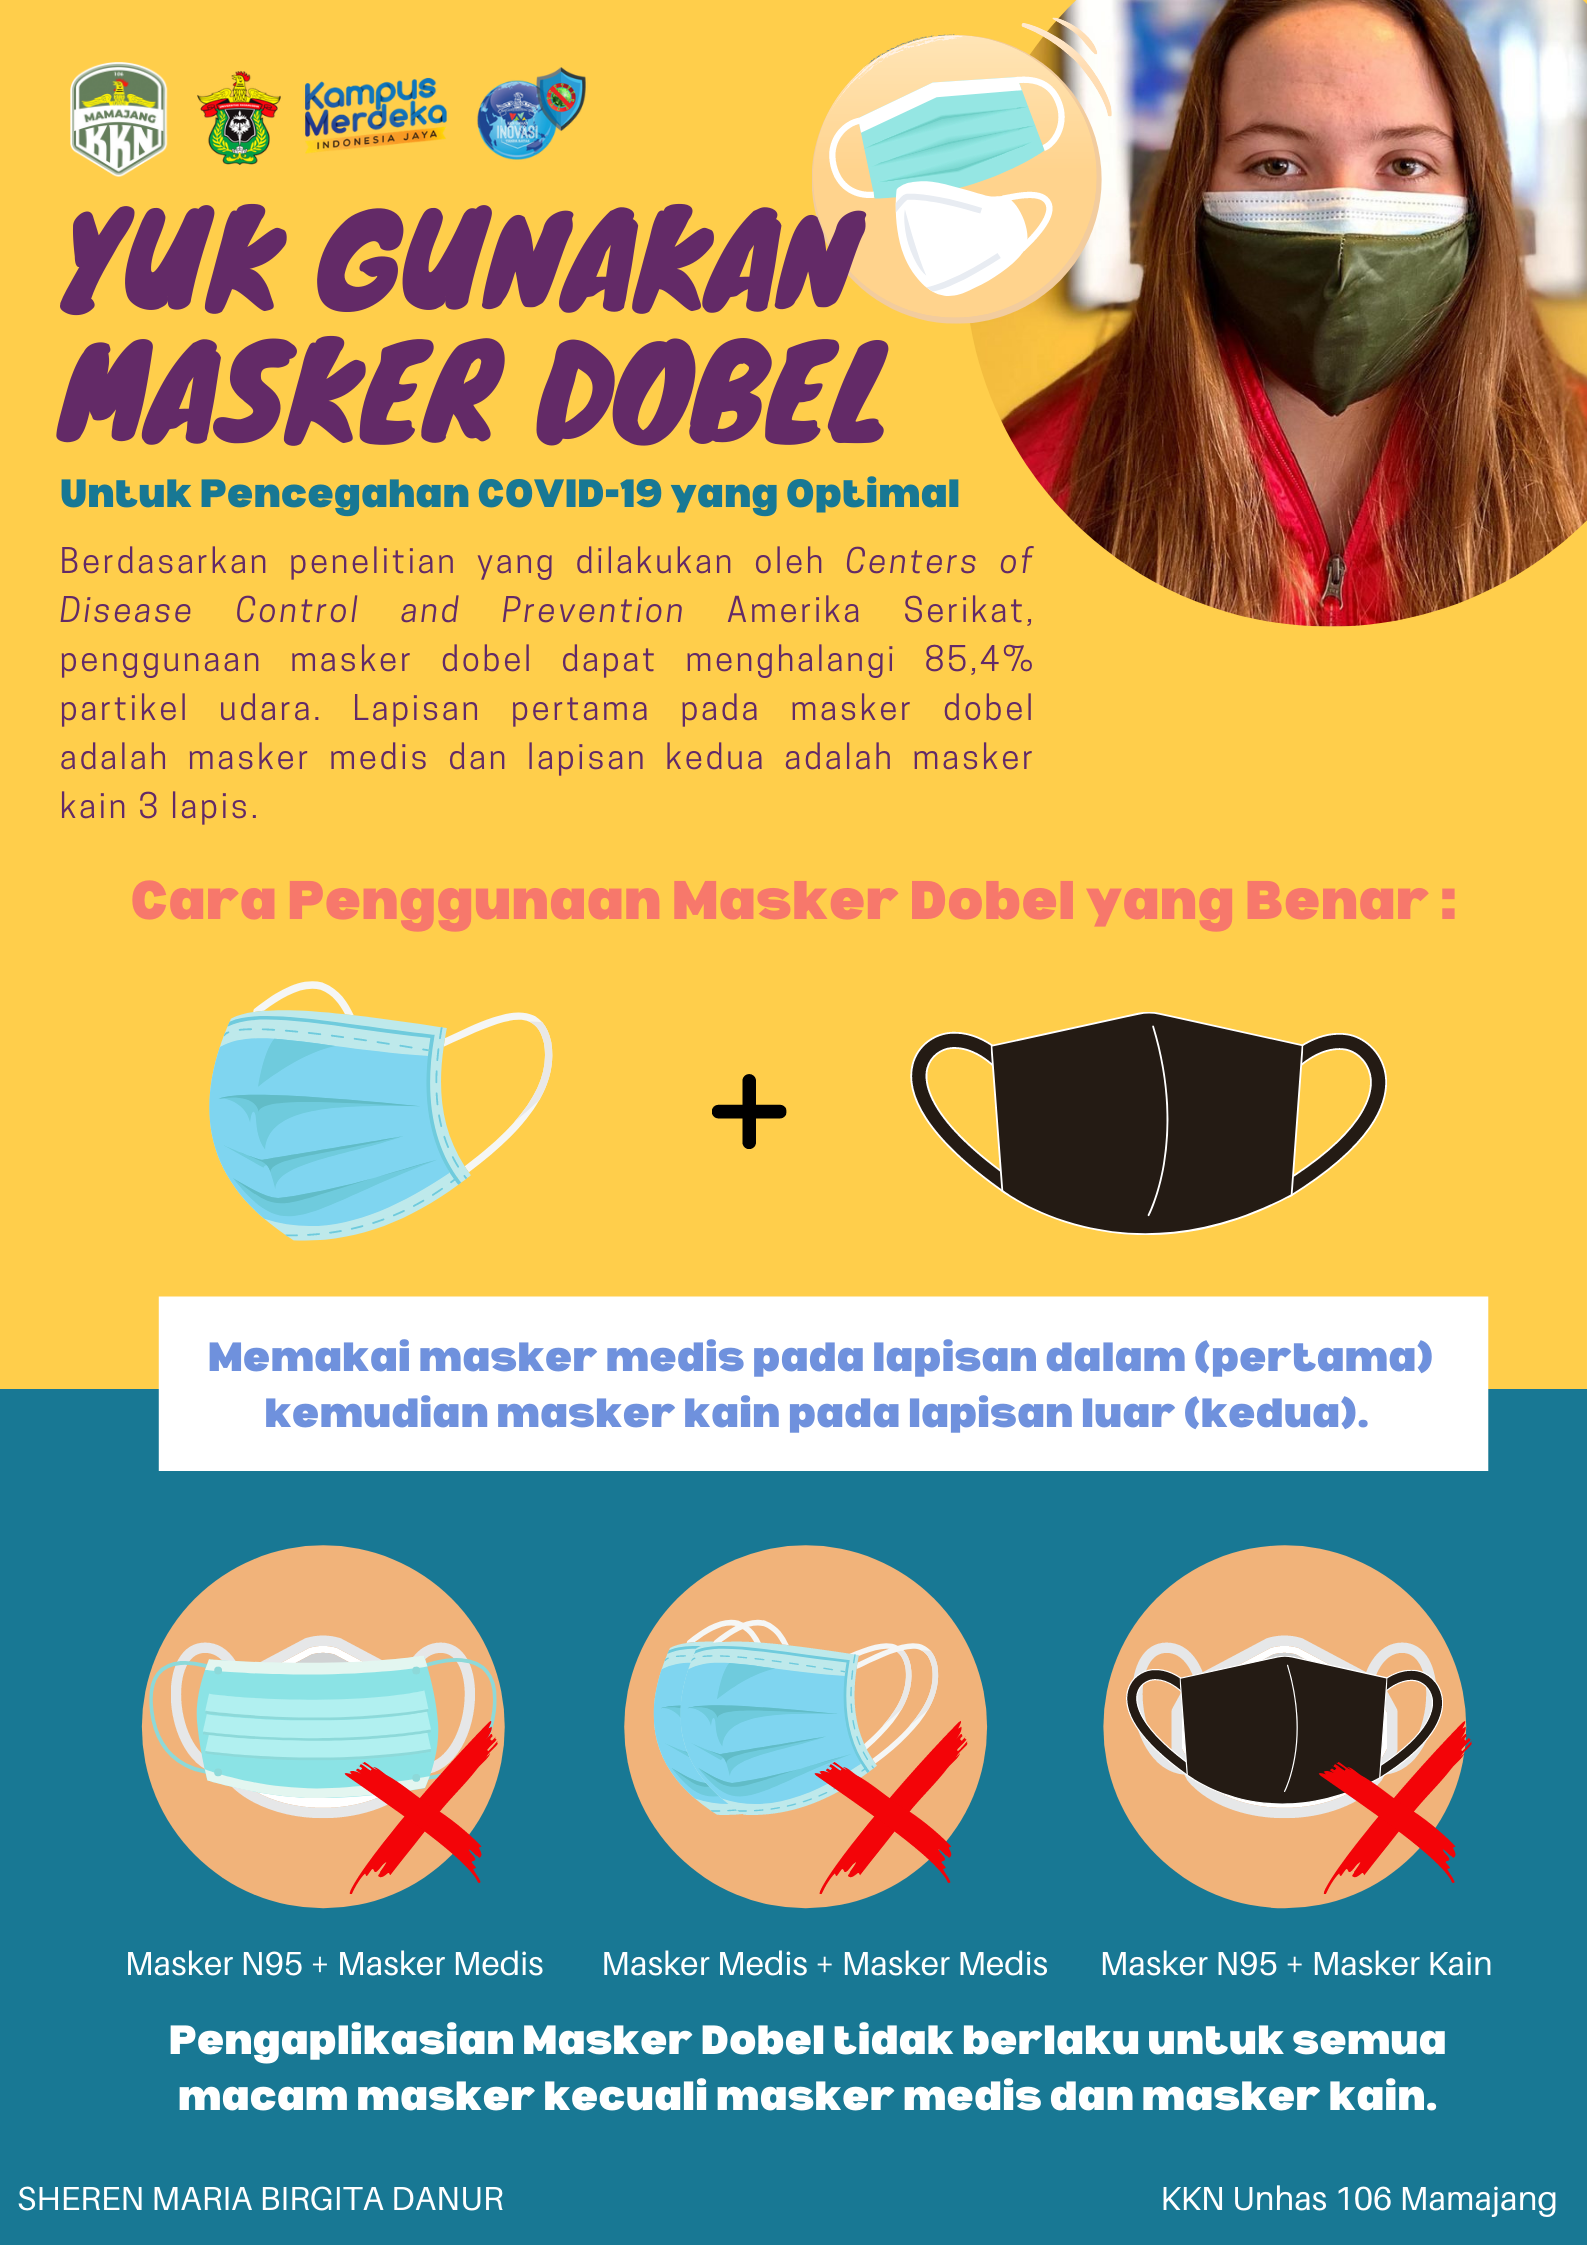 106
MAMAJANG
KKN
Kampus
Merdeka
INDONESIA JAYA
INOVASI
YUK GUNAKAN
MASKER DOBEL
Untuk Pencegahan COVID-19 yang Optimal
Berdasarkan penelitian yang dilakukan oleh Centers of
Disease Control and Prevention Amerika Serikat,
penggunaan masker dobel dapat menghalangi 85,4%
partikel udara. Lapisan pertama pada masker dobel
adalah masker medis dan lapisan kedua adalah masker
kain 3 lapis.
Cara Penggunaan Masker Dobel yang Benar :
+
Memakai masker medis pada lapisan dalam (pertama)
kemudian masker kain pada lapisan luar (kedua).
Masker N95 + Masker Medis
Masker Medis + Masker Medis
Masker N95 + Masker Kain
Pengaplikasian Masker Dobel tidak berlaku untuk semua
macam masker kecuali masker medis dan masker kain.
SHEREN MARIA BIRGITA DANUR
KKN Unhas 106 Mamajang